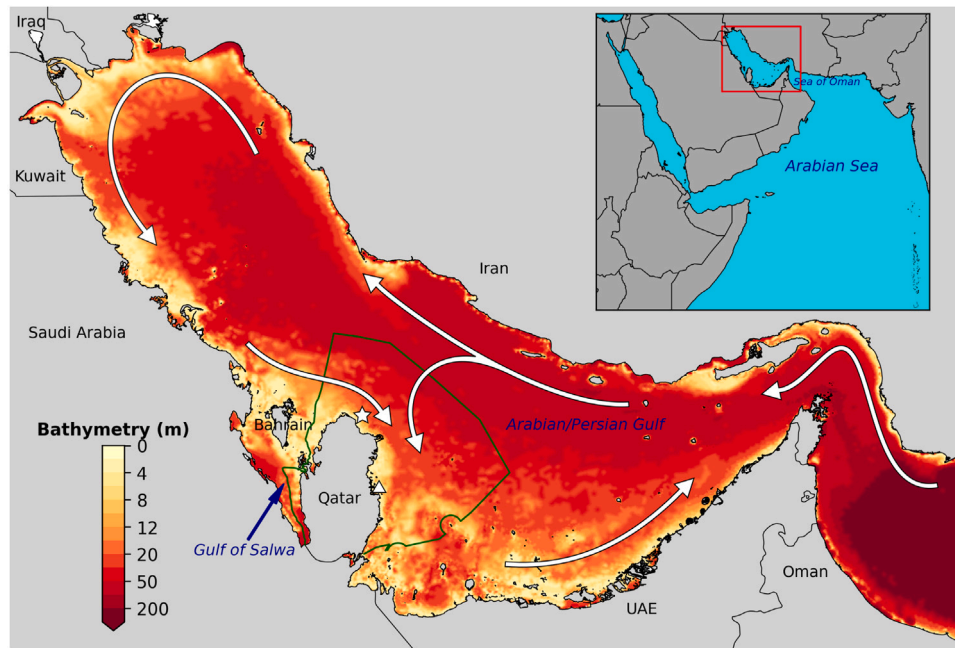 Iraq
Sea of Oman
Arabian Sea
Kuwait
Iran
Saudi Arabia
Bathymetry (m)
0
4
8
12
20
50
200
Bahrain
Arabian/Persian Gulf
Qatar
Gulf of Salwa
Oman
UAE